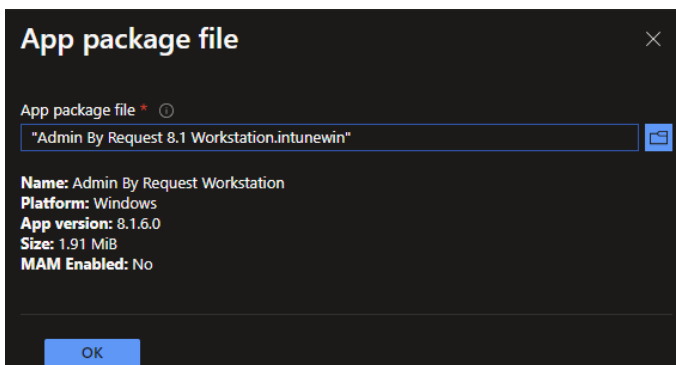 App package file
App package file *
"Admin By Request 8.1 Workstation.intunewin"
Name: Admin By Request Workstation
Platform: Windows
App version: 8.1.6.0
Size: 1.91 MiB
MAM Enabled: No
OK